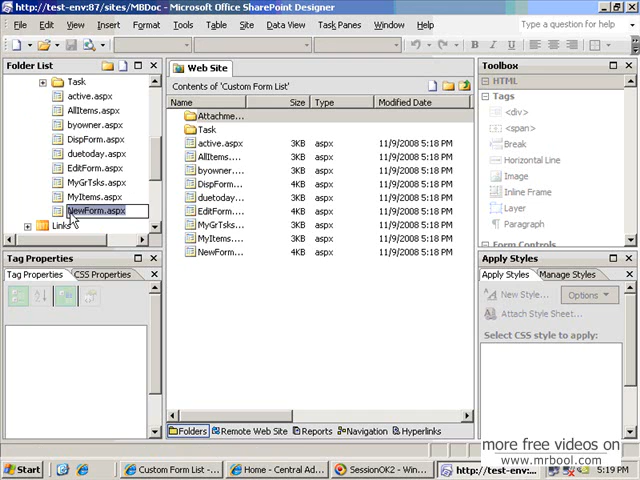 http://test-env:87/sites/MBDoc - Microsoft Office SharePoint Designer
File Edit View Insert Format Tools Table Site Data View Task Panes Window Help
Type a question for help
Folder List
Task
active.aspx
AllItems.aspx
byowner.aspx
DispForm.aspx
duetoday.aspx
EditForm.aspx
MyGrTsks.aspx
MyItems.aspx
NewForm.aspx
Links
Web Site
Contents of 'Custom Form List'
Name Size Type Modified Date
Attachme...
Task
active.aspx 3KB aspx 11/9/2008 5:18 PM
AllItems.... 3KB aspx 11/9/2008 5:18 PM
byowner.... 3KB aspx 11/9/2008 5:18 PM
DispForm.... 4KB aspx 11/9/2008 5:18 PM
duetoday.... 3KB aspx 11/9/2008 5:18 PM
EditForm.... 4KB aspx 11/9/2008 5:18 PM
MyGrTsks.... 3KB aspx 11/9/2008 5:18 PM
MyItems.... 3KB aspx 11/9/2008 5:18 PM
NewForm.... 4KB aspx 11/9/2008 5:18 PM
Folders Remote Web Site Reports Navigation Hyperlinks
Toolbox
HTML
Tags
<div>
<span>
Break
Horizontal Line
Image
Inline Frame
Layer
Paragraph
Form Controls
Tag Properties
Tag Properties CSS Properties
Apply Styles
Apply Styles Manage Styles
New Style... Options
Attach Style Sheet...
Select CSS style to apply:
more free videos on
www.mrbool.com
Start Custom Form List -... Home - Central Ad... SessionOK2 - Win... http://test-env:... 5:19 PM